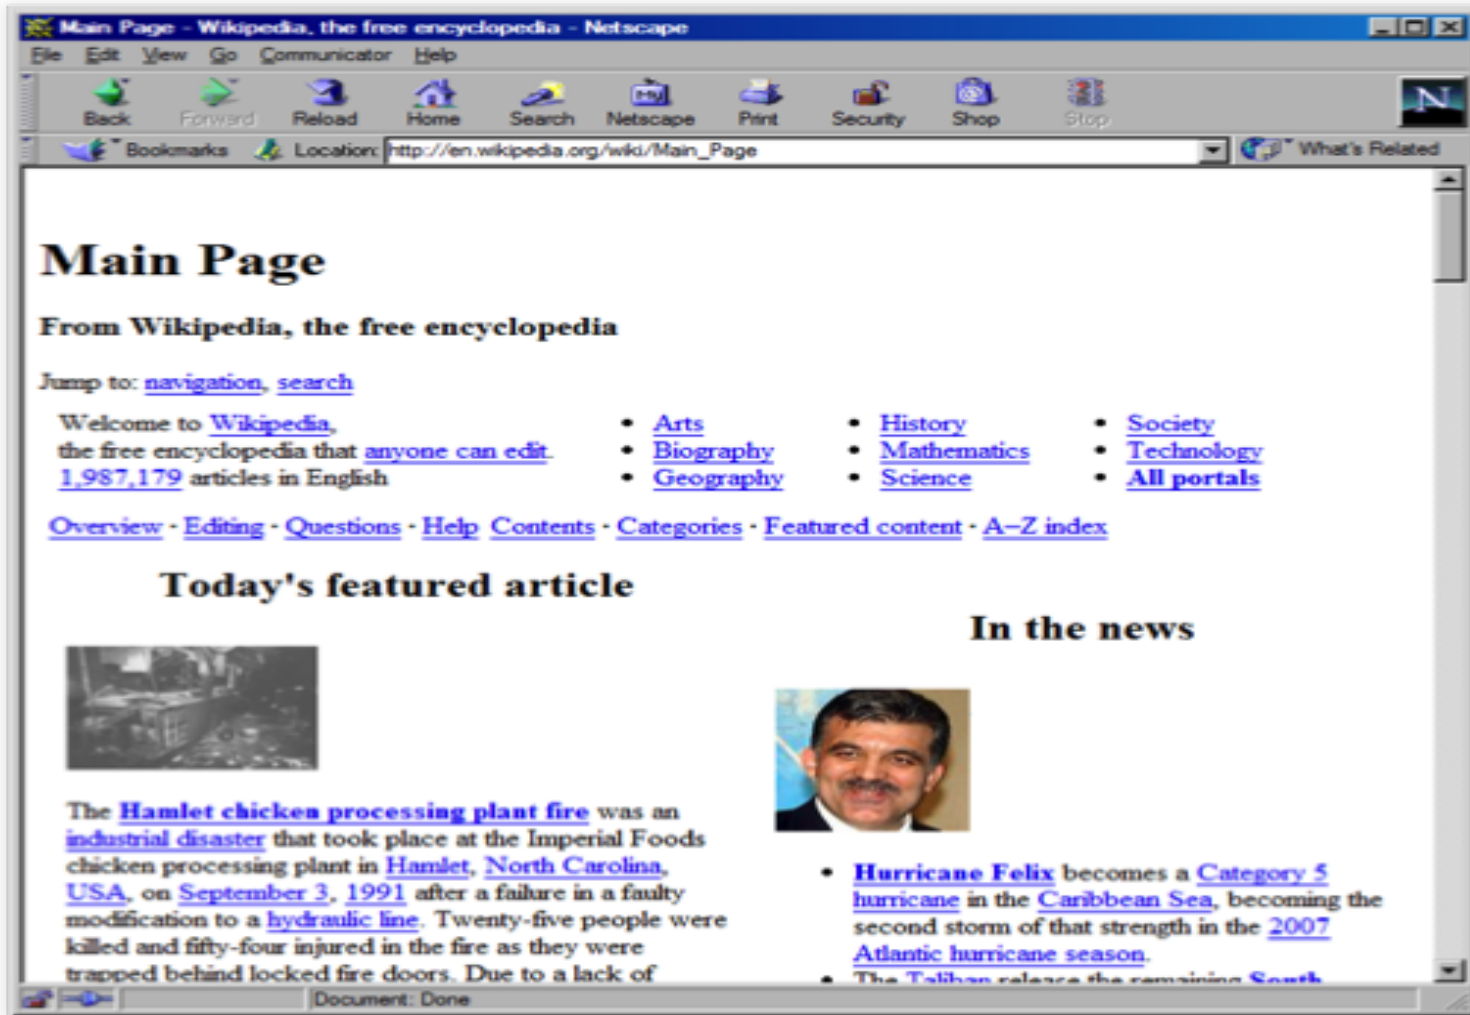 Main Page - Wikipedia, the free encyclopedia - Netscape
File Edit View Go Communicator Help
Back Forward Reload Home Search Netscape Print Security Shop Stop
N
Bookmarks Location: http://en.wikipedia.org/wiki/Main_Page What's Related
Main Page
From Wikipedia, the free encyclopedia
Jump to: navigation, search
Welcome to Wikipedia,
the free encyclopedia that anyone can edit.
1,987,179 articles in English
• Arts
• Biography
• Geography
• History
• Mathematics
• Science
• Society
• Technology
• All portals
Overview · Editing · Questions · Help Contents · Categories · Featured content · A–Z index
Today's featured article
The Hamlet chicken processing plant fire was an
industrial disaster that took place at the Imperial Foods
chicken processing plant in Hamlet, North Carolina,
USA, on September 3, 1991 after a failure in a faulty
modification to a hydraulic line. Twenty-five people were
killed and fifty-four injured in the fire as they were
trapped behind locked fire doors. Due to a lack of
In the news
• Hurricane Felix becomes a Category 5
hurricane in the Caribbean Sea, becoming the
second storm of that strength in the 2007
Atlantic hurricane season.
• The Taliban release the remaining South
Document: Done